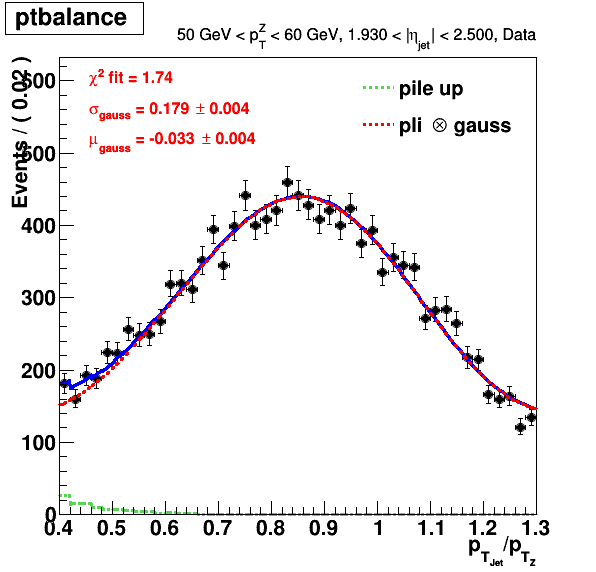 ptbalance
50 GeV < p_T^Z < 60 GeV, 1.930 < |η_jet| < 2.500, Data
Events / ( 0.02 )
χ² fit = 1.74
σ_gauss = 0.179 ± 0.004
μ_gauss = -0.033 ± 0.004
pile up
pli ⊗ gauss
500
400
300
200
100
0
0.4 0.5 0.6 0.7 0.8 0.9 1 1.1 1.2 1.3
p_T_Jet/p_T_Z